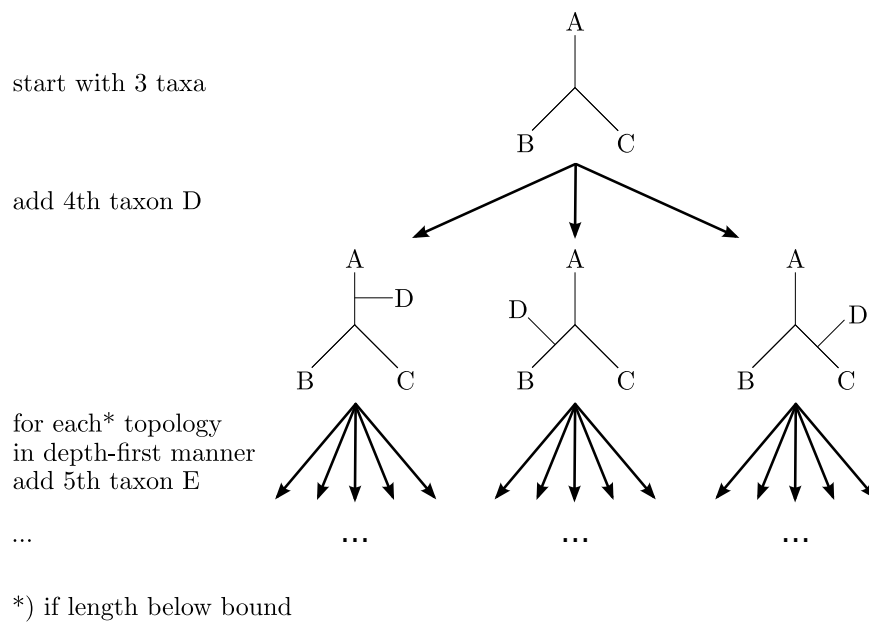 A
start with 3 taxa
B C
add 4th taxon D
A A A
D D D
B C B C B C
for each* topology
in depth-first manner
add 5th taxon E
... ... ... ...
*) if length below bound